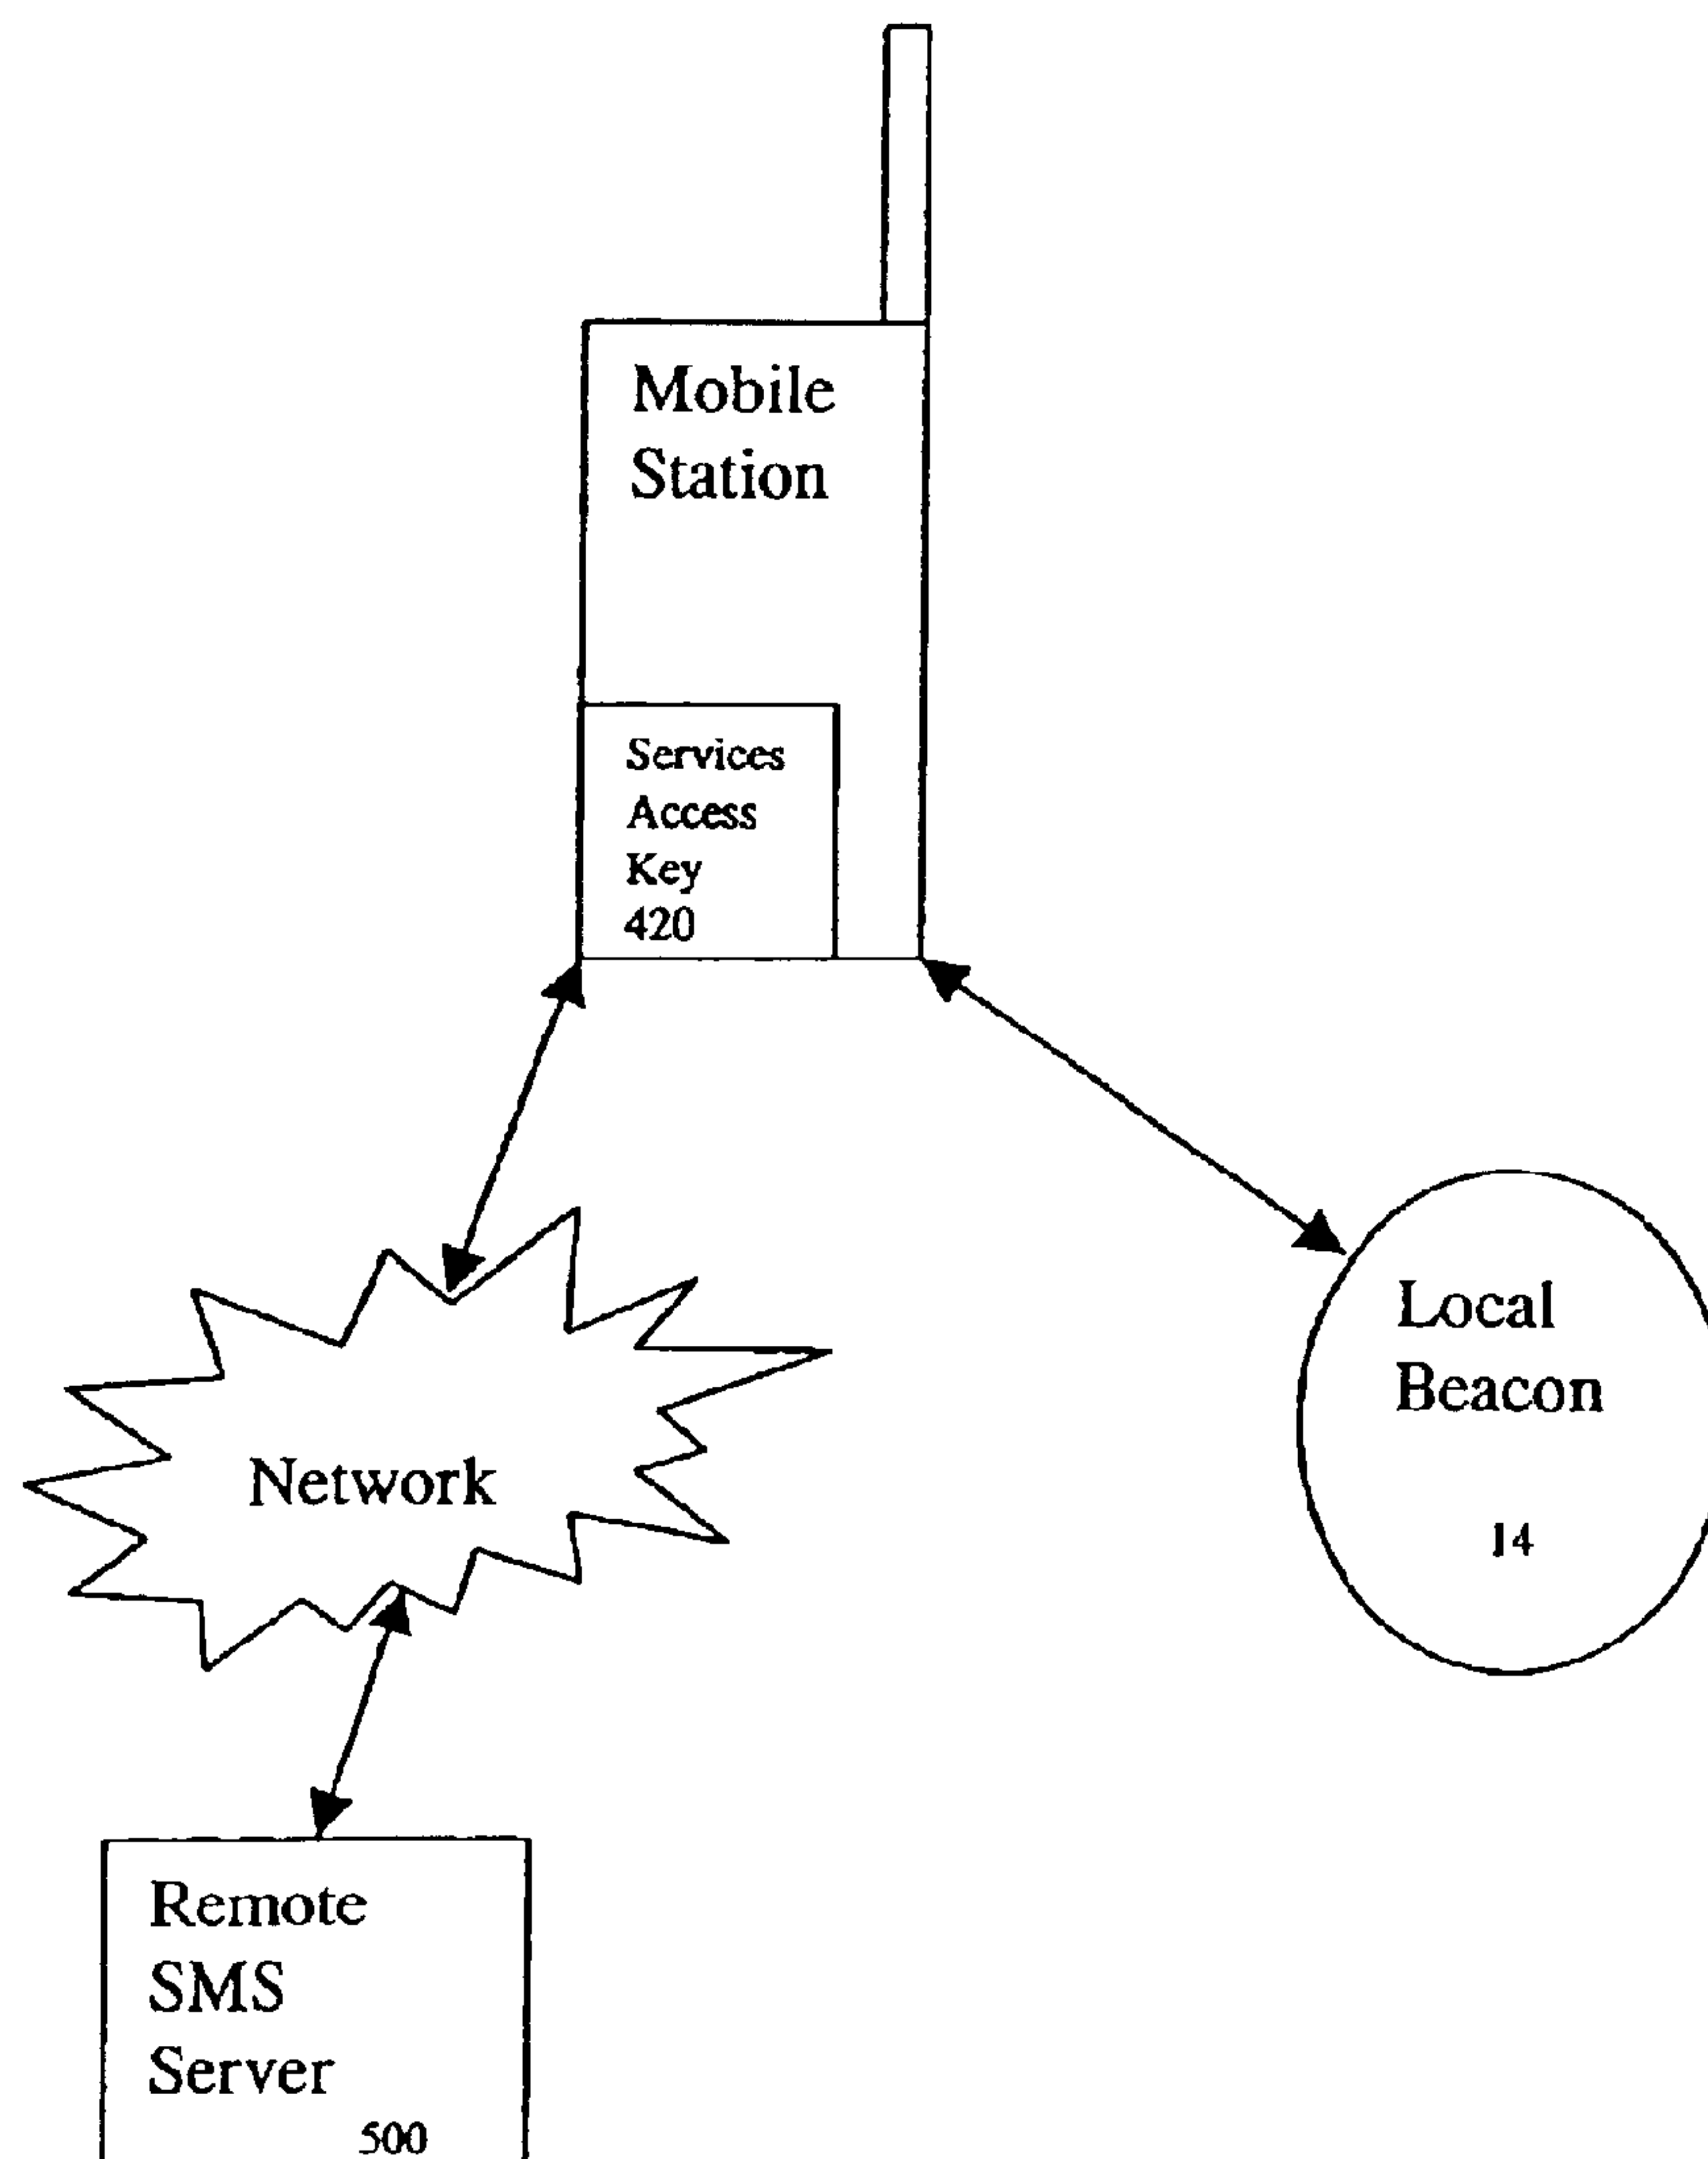 Mobile
Station
Services
Access
Key
420
Local
Beacon
14
Network
Remote
SMS
Server
500